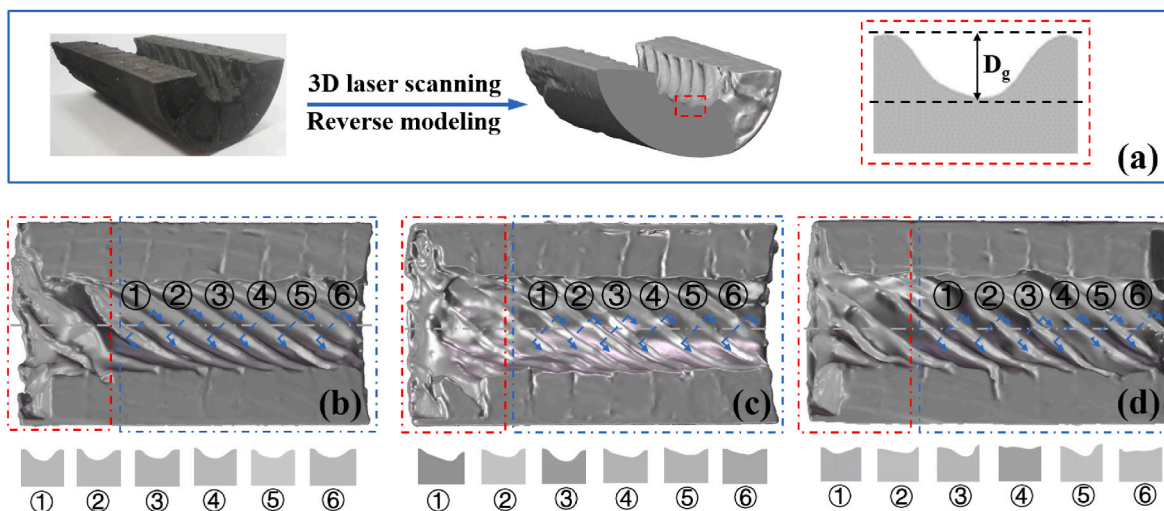 3D laser scanning
Reverse modeling
Dg
(a)
① ② ③ ④ ⑤ ⑥
(b)
① ② ③ ④ ⑤ ⑥
(c)
① ② ③ ④ ⑤ ⑥
(d)
① ② ③ ④ ⑤ ⑥
① ② ③ ④ ⑤ ⑥
① ② ③ ④ ⑤ ⑥